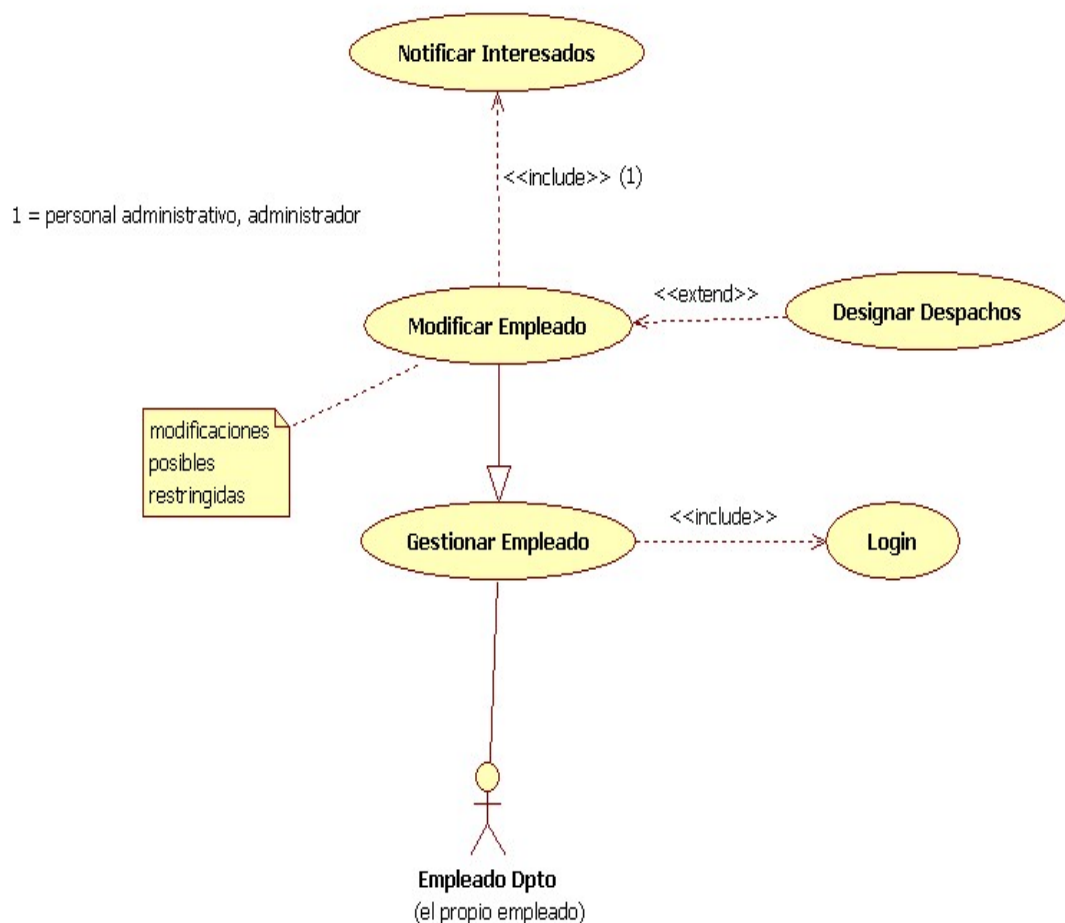 Notificar Interesados
<<include>> (1)
1 = personal administrativo, administrador
<<extend>>
Designar Despachos
Modificar Empleado
modificaciones
posibles
restringidas
<<include>>
Gestionar Empleado
Login
Empleado Dpto
(el propio empleado)